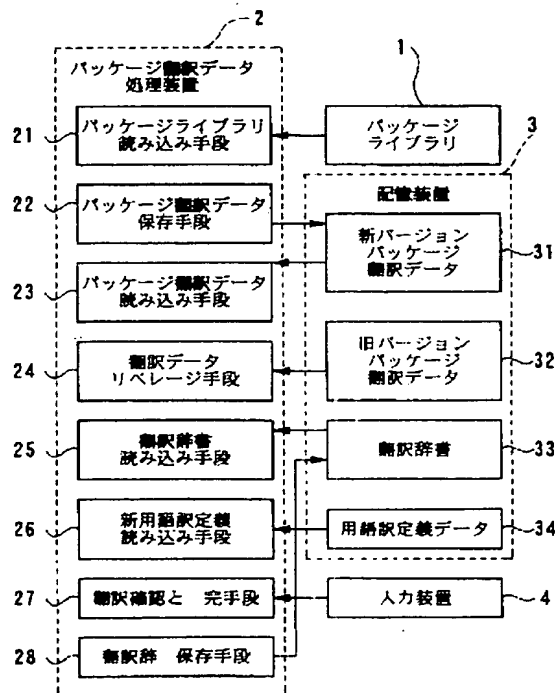 2
パッケージ翻訳データ
処理装置
1
21
パッケージライブラリ
読み込み手段
パッケージ
ライブラリ
3
22
パッケージ翻訳データ
保存手段
記憶装置
新バージョン
パッケージ
翻訳データ
31
23
パッケージ翻訳データ
読み込み手段
24
翻訳データ
リベレージ手段
旧バージョン
パッケージ
翻訳データ
32
25
翻訳辞書
読み込み手段
翻訳辞書
33
26
新用語訳定義
読み込み手段
用語訳定義データ
34
27
翻訳確認と 完手段
入力装置
4
28
翻訳辞 保存手段